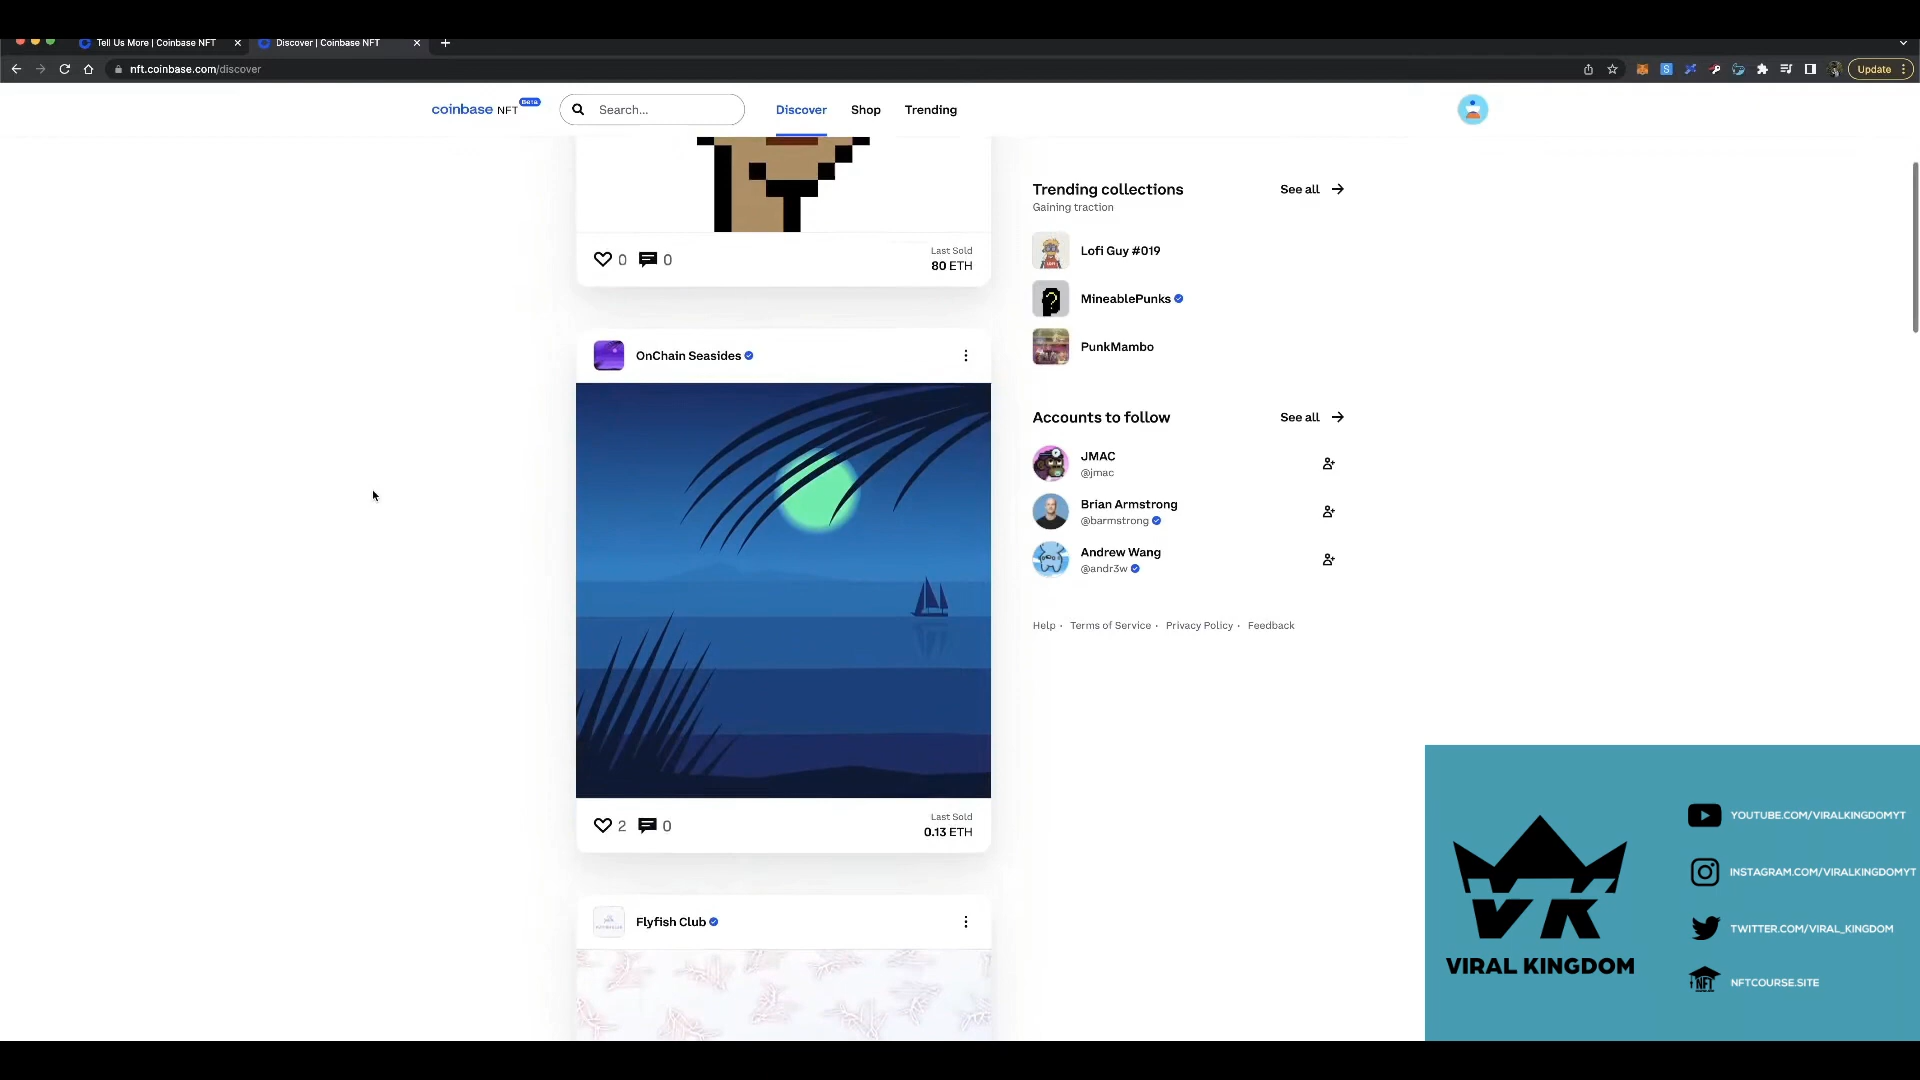 Tell Us More | Coinbase NFT
Discover | Coinbase NFT
nft.coinbase.com/discover
Update
coinbase NFT Beta
Search...
Discover
Shop
Trending
0
0
Last Sold
80 ETH
OnChain Seasides
2
0
Last Sold
0.13 ETH
Flyfish Club
Trending collections
See all
Gaining traction
Lofi Guy #019
MineablePunks
PunkMambo
Accounts to follow
See all
JMAC
@jmac
Brian Armstrong
@barmstrong
Andrew Wang
@andr3w
Help · Terms of Service · Privacy Policy · Feedback
VK
VIRAL KINGDOM
YOUTUBE.COM/VIRALKINGDOMYT
INSTAGRAM.COM/VIRALKINGDOMYT
TWITTER.COM/VIRAL_KINGDOM
NFT
NFTCOURSE.SITE